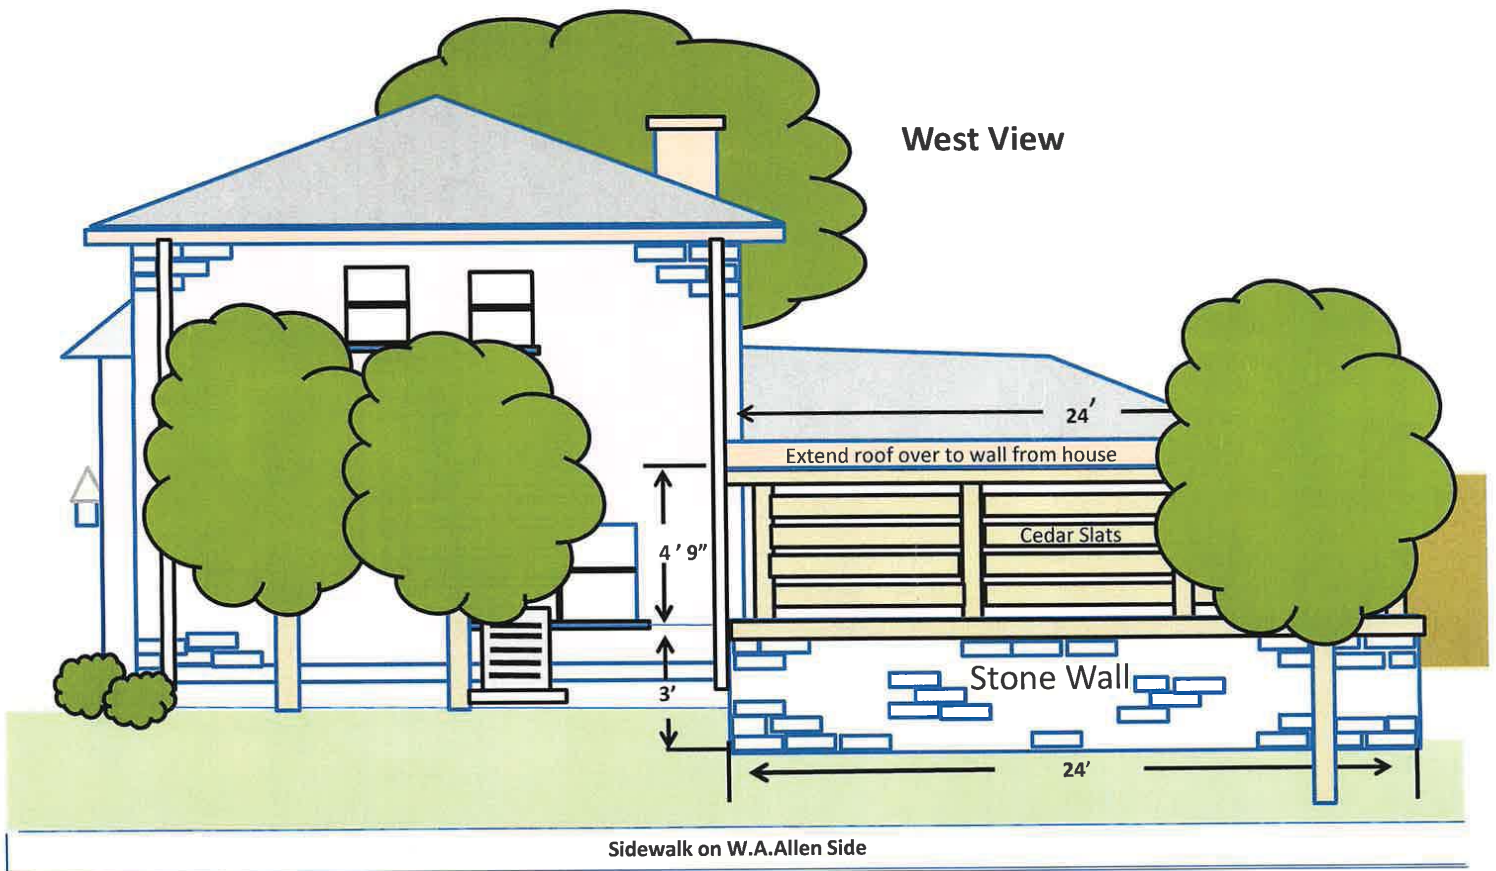 West View
24'
Extend roof over to wall from house
Cedar Slats
4 ' 9"
Stone Wall
3'
24'
Sidewalk on W.A.Allen Side